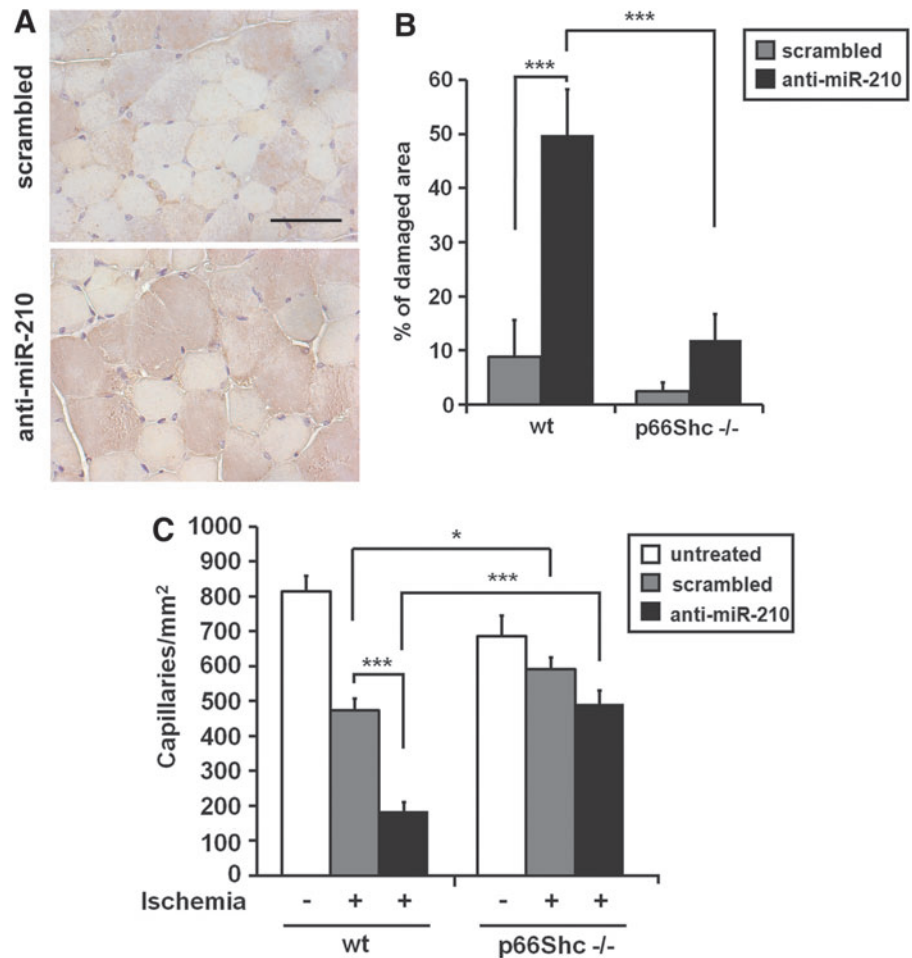 A
scrambled
anti-miR-210
B
% of damaged area
60
50
40
30
20
10
0
***
***
wt
p66Shc -/-
scrambled
anti-miR-210
C
Capillaries/mm²
1000
900
800
700
600
500
400
300
200
100
0
*
***
***
untreated
scrambled
anti-miR-210
Ischemia - + + - + +
wt
p66Shc -/-